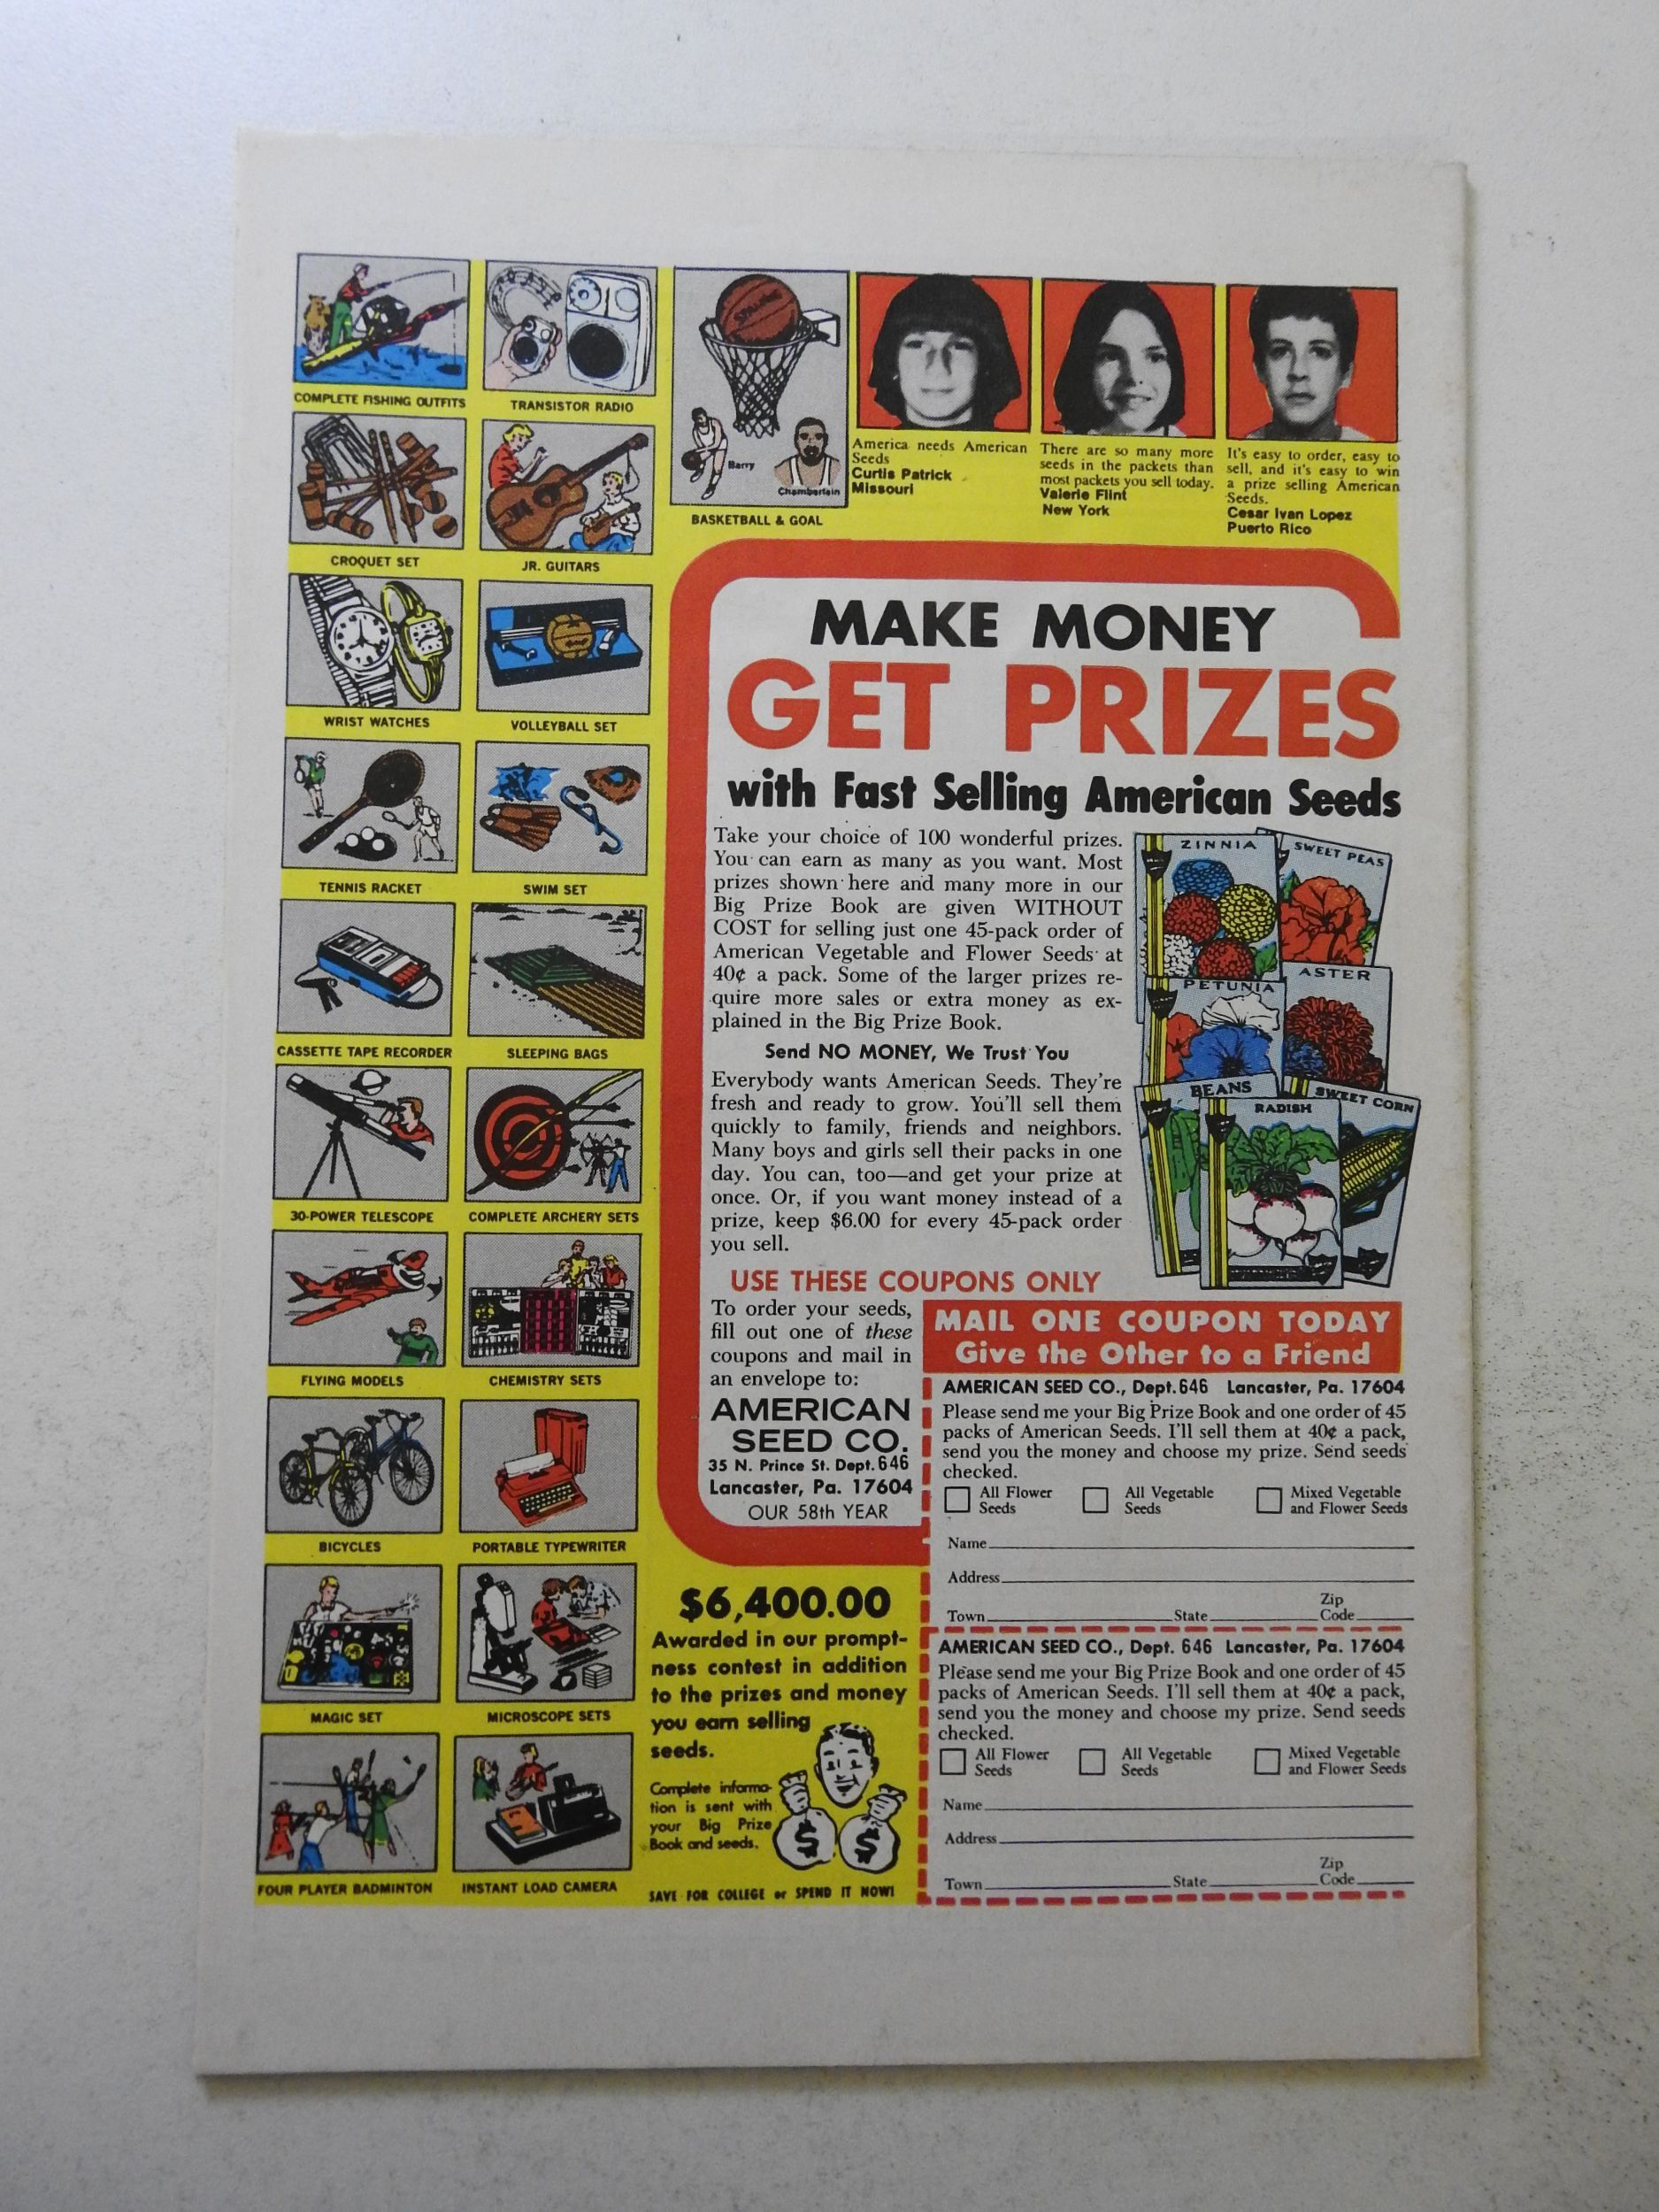 COMPLETE FISHING OUTFITS
TRANSISTOR RADIO
CROQUET SET
JR. GUITARS
WRIST WATCHES
VOLLEYBALL SET
TENNIS RACKET
SWIM SET
CASSETTE TAPE RECORDER
SLEEPING BAGS
30-POWER TELESCOPE
COMPLETE ARCHERY SETS
FLYING MODELS
CHEMISTRY SETS
BICYCLES
PORTABLE TYPEWRITER
MAGIC SET
MICROSCOPE SETS
FOUR PLAYER BADMINTON
INSTANT LOAD CAMERA
SPALDING
Barry
Chamberlain
BASKETBALL & GOAL
America needs American
Seeds
Curtis Patrick
Missouri
There are so many more
seeds in the packets than
most packets you sell today.
Valerie Flint
New York
It's easy to order, easy to
sell, and it's easy to win
a prize selling American
Seeds.
Cesar Ivan Lopez
Puerto Rico
MAKE MONEY
GET PRIZES
with Fast Selling American Seeds
Take your choice of 100 wonderful prizes.
You can earn as many as you want. Most
prizes shown here and many more in our
Big Prize Book are given WITHOUT
COST for selling just one 45-pack order of
American Vegetable and Flower Seeds at
40¢ a pack. Some of the larger prizes re-
quire more sales or extra money as ex-
plained in the Big Prize Book.
Send NO MONEY, We Trust You
Everybody wants American Seeds. They're
fresh and ready to grow. You'll sell them
quickly to family, friends and neighbors.
Many boys and girls sell their packs in one
day. You can, too—and get your prize at
once. Or, if you want money instead of a
prize, keep $6.00 for every 45-pack order
you sell.
ZINNIA
SWEET PEAS
PETUNIA
ASTER
BEANS
RADISH
SWEET CORN
USE THESE COUPONS ONLY
To order your seeds,
fill out one of these
coupons and mail in
an envelope to:
AMERICAN
SEED CO.
35 N. Prince St. Dept. 646
Lancaster, Pa. 17604
OUR 58th YEAR
MAIL ONE COUPON TODAY
Give the Other to a Friend
AMERICAN SEED CO., Dept. 646 Lancaster, Pa. 17604
Please send me your Big Prize Book and one order of 45
packs of American Seeds. I'll sell them at 40¢ a pack,
send you the money and choose my prize. Send seeds
checked.
All Flower Seeds
All Vegetable Seeds
Mixed Vegetable and Flower Seeds
Name
Address
Town State Zip Code
AMERICAN SEED CO., Dept. 646 Lancaster, Pa. 17604
Please send me your Big Prize Book and one order of 45
packs of American Seeds. I'll sell them at 40¢ a pack,
send you the money and choose my prize. Send seeds
checked.
All Flower Seeds
All Vegetable Seeds
Mixed Vegetable and Flower Seeds
Name
Address
Town State Zip Code
$6,400.00
Awarded in our prompt-
ness contest in addition
to the prizes and money
you earn selling
seeds.
Complete informa-
tion is sent with
your Big Prize
Book and seeds.
$ $
SAVE FOR COLLEGE or SPEND IT NOW!